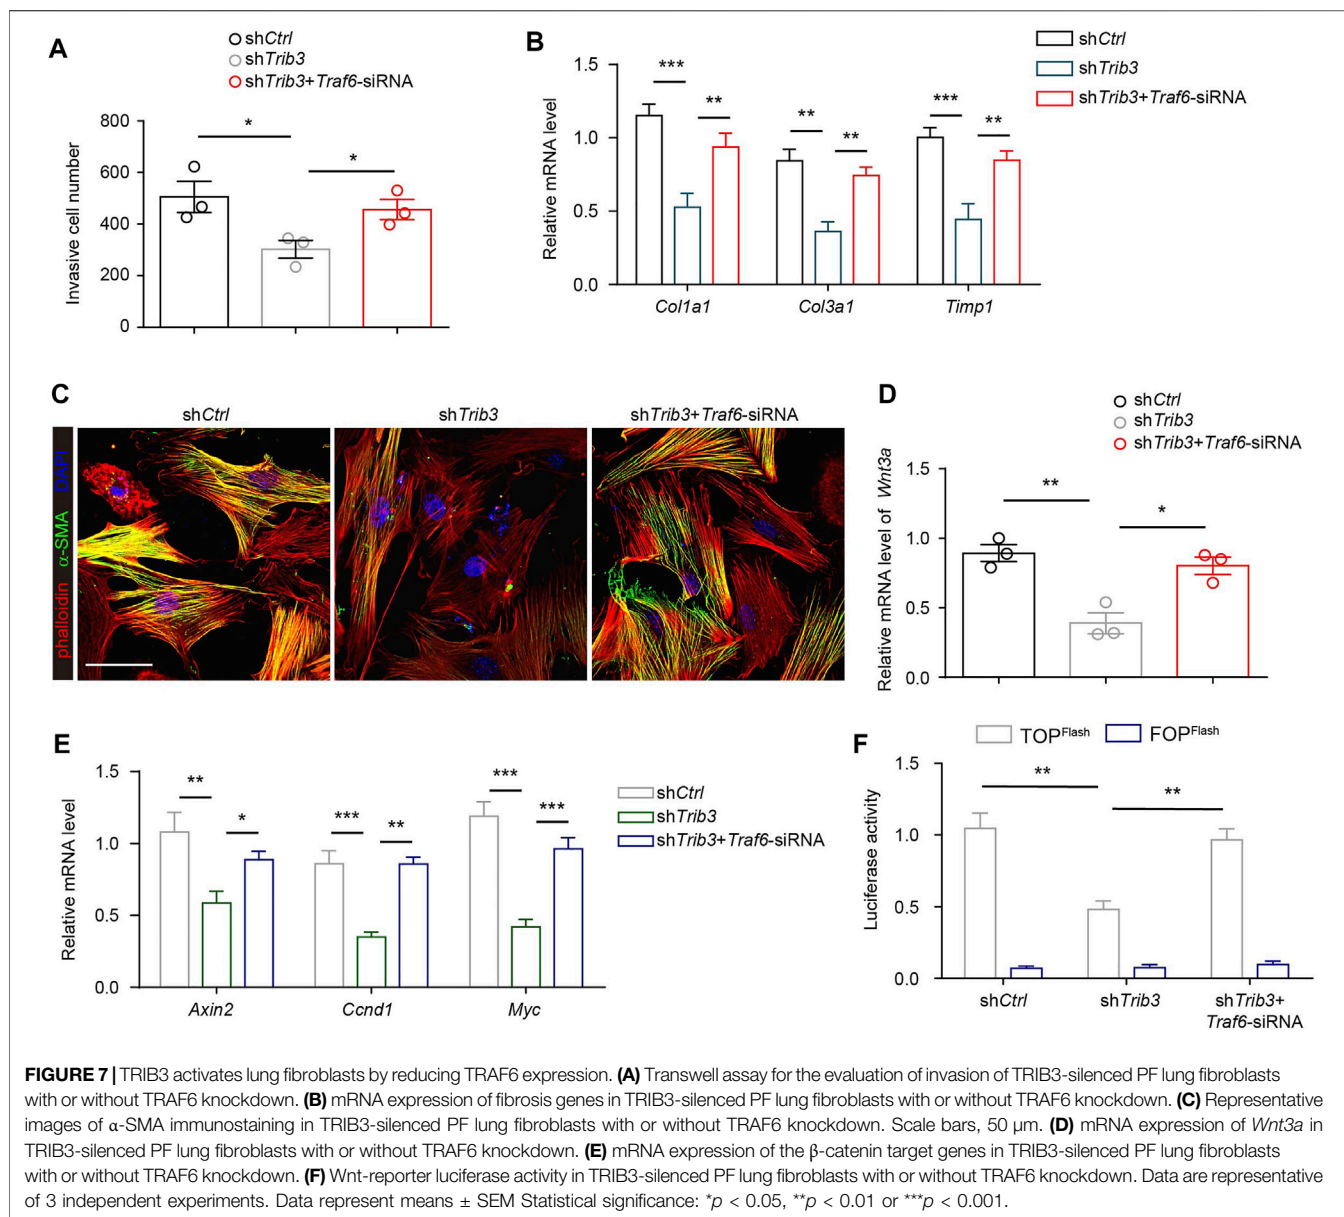 A
shCtrl
shTrib3
shTrib3+Traf6-siRNA
Invasive cell number
800
600
400
200
0
*
*
B
shCtrl
shTrib3
shTrib3+Traf6-siRNA
Relative mRNA level
1.5
1.0
0.5
0.0
***
**
**
**
***
**
Col1a1 Col3a1 Timp1
C
shCtrl shTrib3 shTrib3+Traf6-siRNA
phalloidin α-SMA DAPI
D
shCtrl
shTrib3
shTrib3+Traf6-siRNA
Relative mRNA level of Wnt3a
1.5
1.0
0.5
0.0
**
*
E
shCtrl
shTrib3
shTrib3+Traf6-siRNA
Relative mRNA level
1.5
1.0
0.5
0.0
**
*
***
**
***
***
Axin2 Ccnd1 Myc
F
TOPFlash FOPFlash
Luciferase activity
1.5
1.0
0.5
0.0
**
**
shCtrl shTrib3 shTrib3+
Traf6-siRNA
FIGURE 7 | TRIB3 activates lung fibroblasts by reducing TRAF6 expression. (A) Transwell assay for the evaluation of invasion of TRIB3-silenced PF lung fibroblasts
with or without TRAF6 knockdown. (B) mRNA expression of fibrosis genes in TRIB3-silenced PF lung fibroblasts with or without TRAF6 knockdown. (C) Representative
images of α-SMA immunostaining in TRIB3-silenced PF lung fibroblasts with or without TRAF6 knockdown. Scale bars, 50 μm. (D) mRNA expression of Wnt3a in
TRIB3-silenced PF lung fibroblasts with or without TRAF6 knockdown. (E) mRNA expression of the β-catenin target genes in TRIB3-silenced PF lung fibroblasts
with or without TRAF6 knockdown. (F) Wnt-reporter luciferase activity in TRIB3-silenced PF lung fibroblasts with or without TRAF6 knockdown. Data are representative
of 3 independent experiments. Data represent means ± SEM Statistical significance: *p < 0.05, **p < 0.01 or ***p < 0.001.